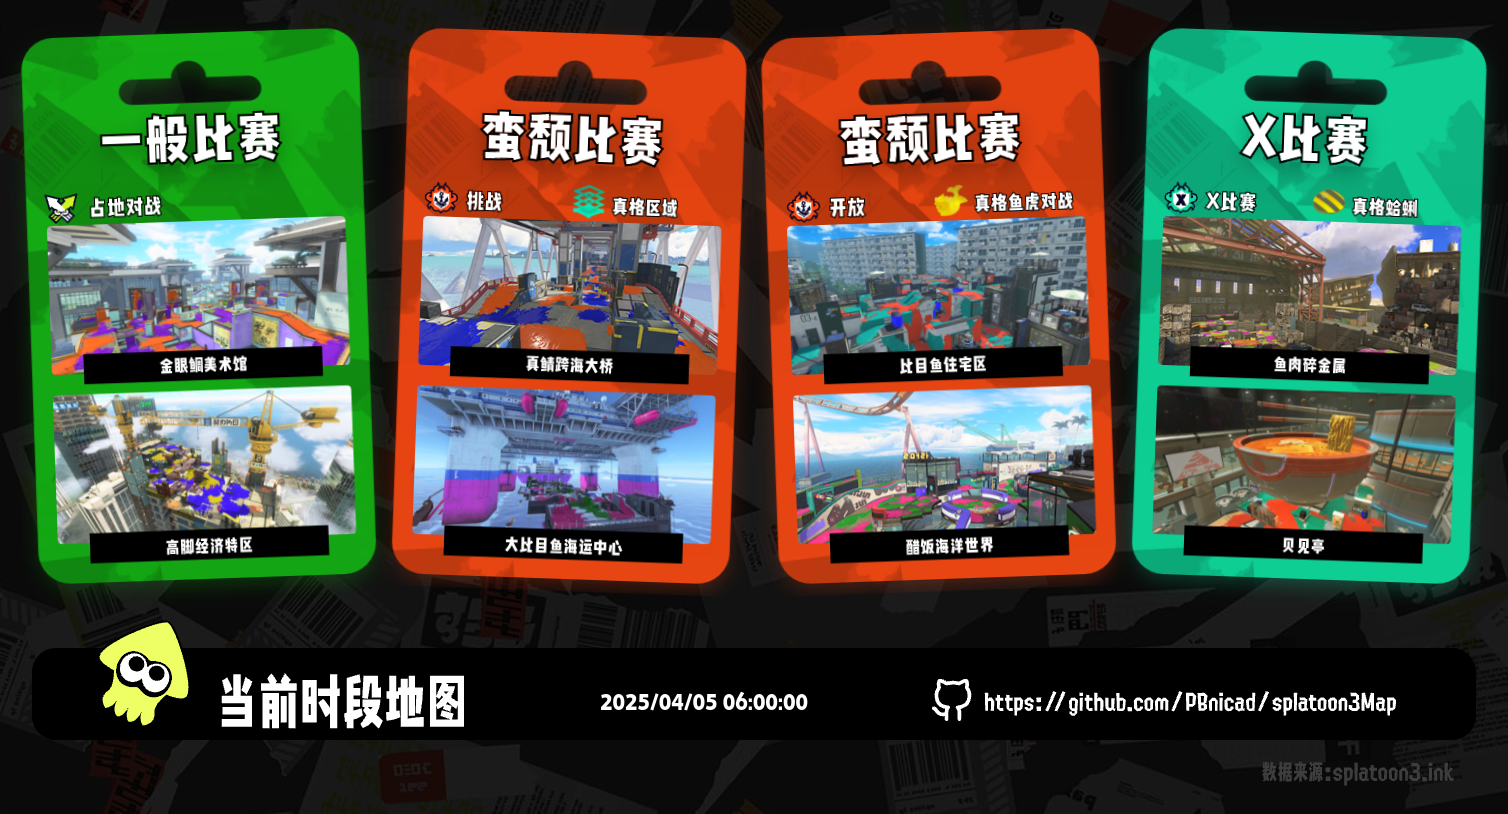 一般比赛
占地对战
金眼鲷美术馆
高脚经济特区
蛮颓比赛
挑战
真格区域
真鲭跨海大桥
大比目鱼海运中心
蛮颓比赛
开放
真格鱼虎对战
比目鱼住宅区
醋饭海洋世界
X比赛
X比赛
真格蛤蜊
鱼肉碎金属
贝见亭
当前时段地图
2025/04/05 06:00:00
https://github.com/PBnicad/splatoon3Map
数据来源:splatoon3.ink